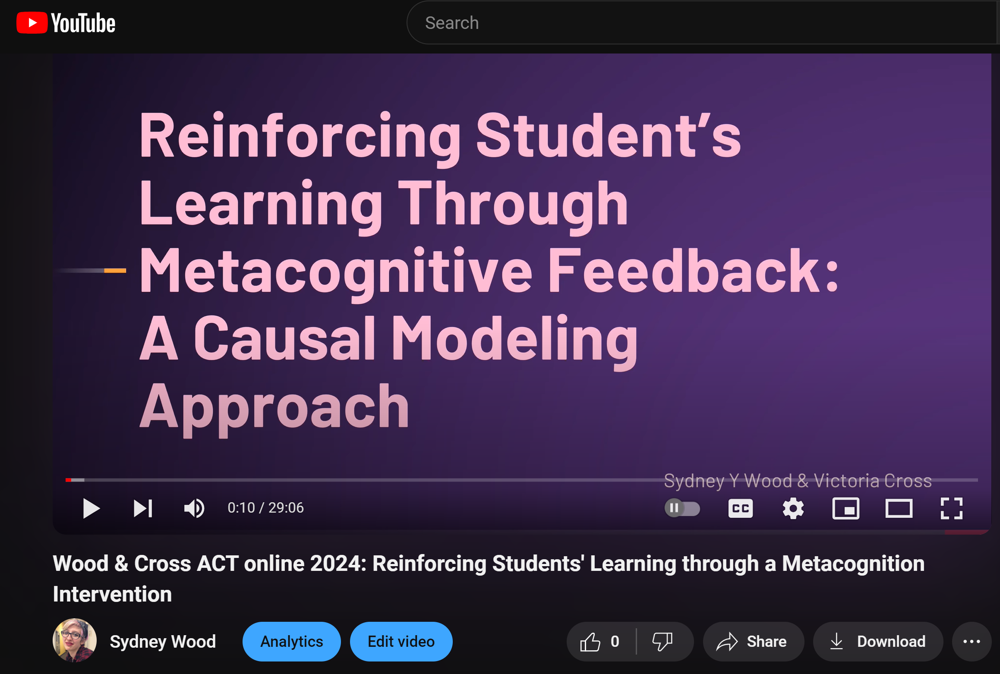 YouTube
Search
Reinforcing Student’s
Learning Through
Metacognitive Feedback:
A Causal Modeling
Approach
Sydney Y Wood & Victoria Cross
0:10 / 29:06
CC
Wood & Cross ACT online 2024: Reinforcing Students' Learning through a Metacognition
Intervention
Sydney Wood
Analytics
Edit video
0
Share
Download